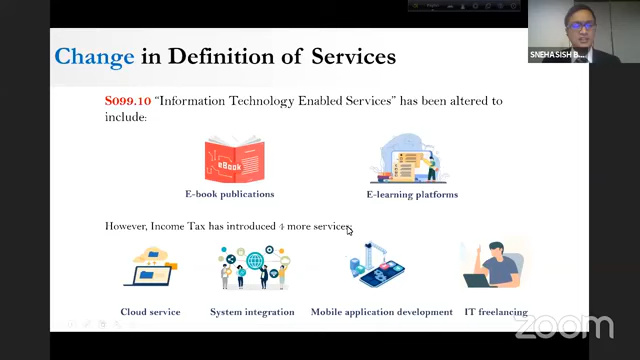 SNEHASISH B...
Change in Definition of Services
S099.10 “Information Technology Enabled Services” has been altered to
include:
eBook
E-book publications
E-learning platforms
However, Income Tax has introduced 4 more services
Cloud service
System integration
Mobile application development
IT freelancing
zoom